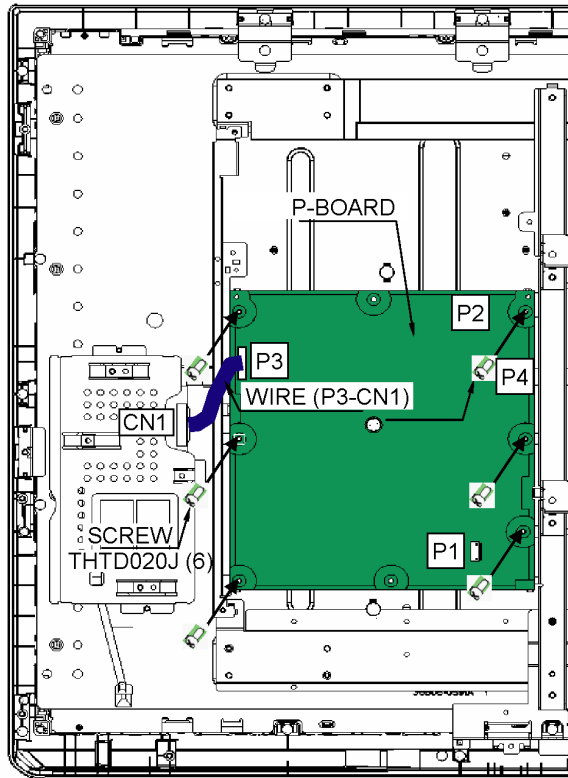 P-BOARD
P2
P3
P4
WIRE (P3-CN1)
CN1
SCREW
THTD020J (6)
P1